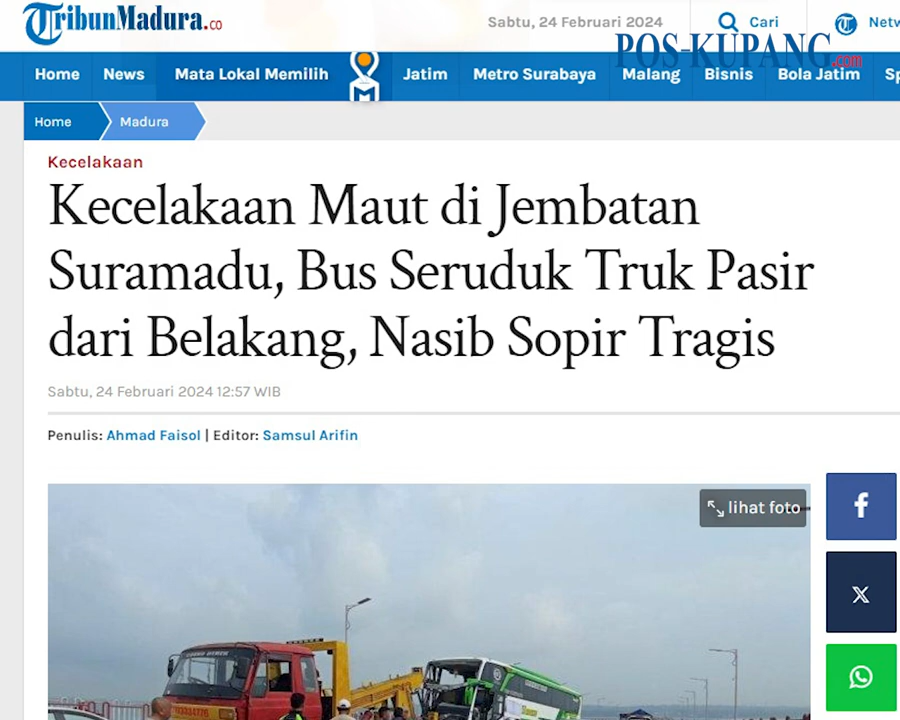 TribunMadura.co
Sabtu, 24 Februari 2024
Cari
Netw
POS-KUPANG.com
Home News Mata Lokal Memilih Jatim Metro Surabaya Malang Bisnis Bola Jatim Sp
Home Madura
Kecelakaan
Kecelakaan Maut di Jembatan
Suramadu, Bus Seruduk Truk Pasir
dari Belakang, Nasib Sopir Tragis
Sabtu, 24 Februari 2024 12:57 WIB
Penulis: Ahmad Faisol | Editor: Samsul Arifin
lihat foto